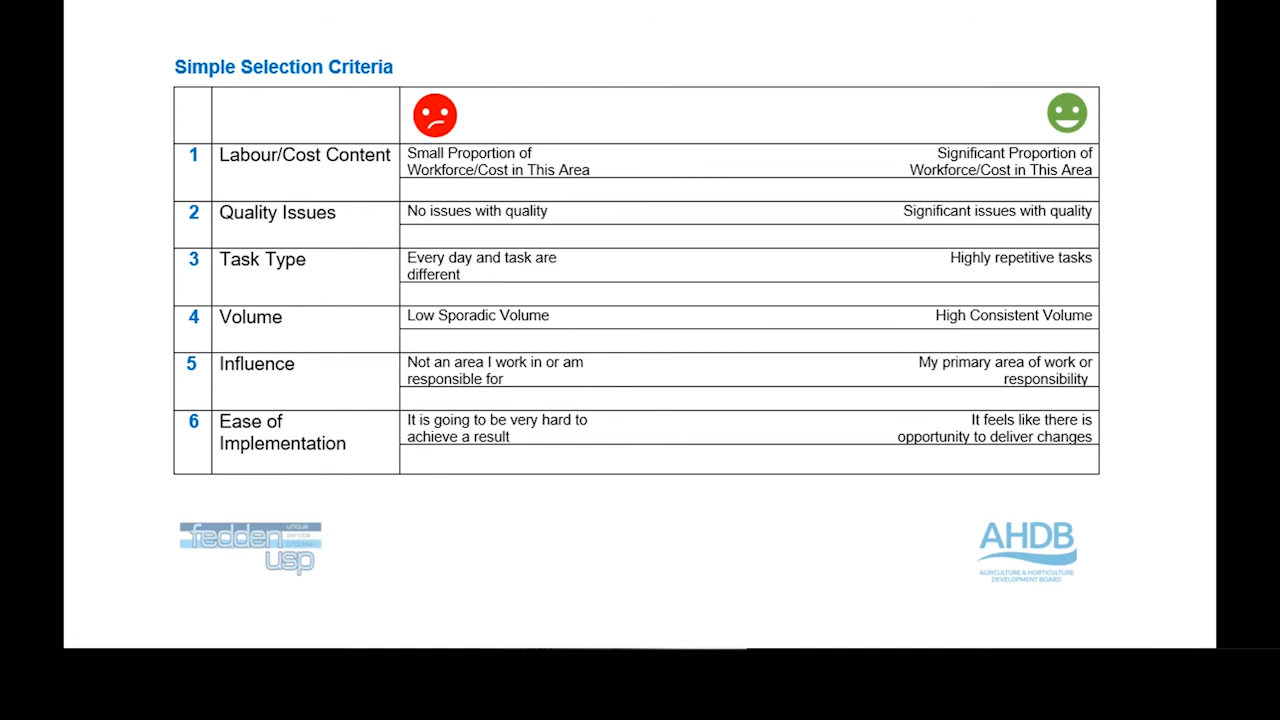 Simple Selection Criteria
1 Labour/Cost Content Small Proportion of Significant Proportion of
Workforce/Cost in This Area Workforce/Cost in This Area
2 Quality Issues No issues with quality Significant issues with quality
3 Task Type Every day and task are Highly repetitive tasks
different
4 Volume Low Sporadic Volume High Consistent Volume
5 Influence Not an area I work in or am My primary area of work or
responsible for responsibility
6 Ease of It is going to be very hard to It feels like there is
Implementation achieve a result opportunity to deliver changes
fedden
usp
unique
service
AHDB
AGRICULTURE & HORTICULTURE
DEVELOPMENT BOARD